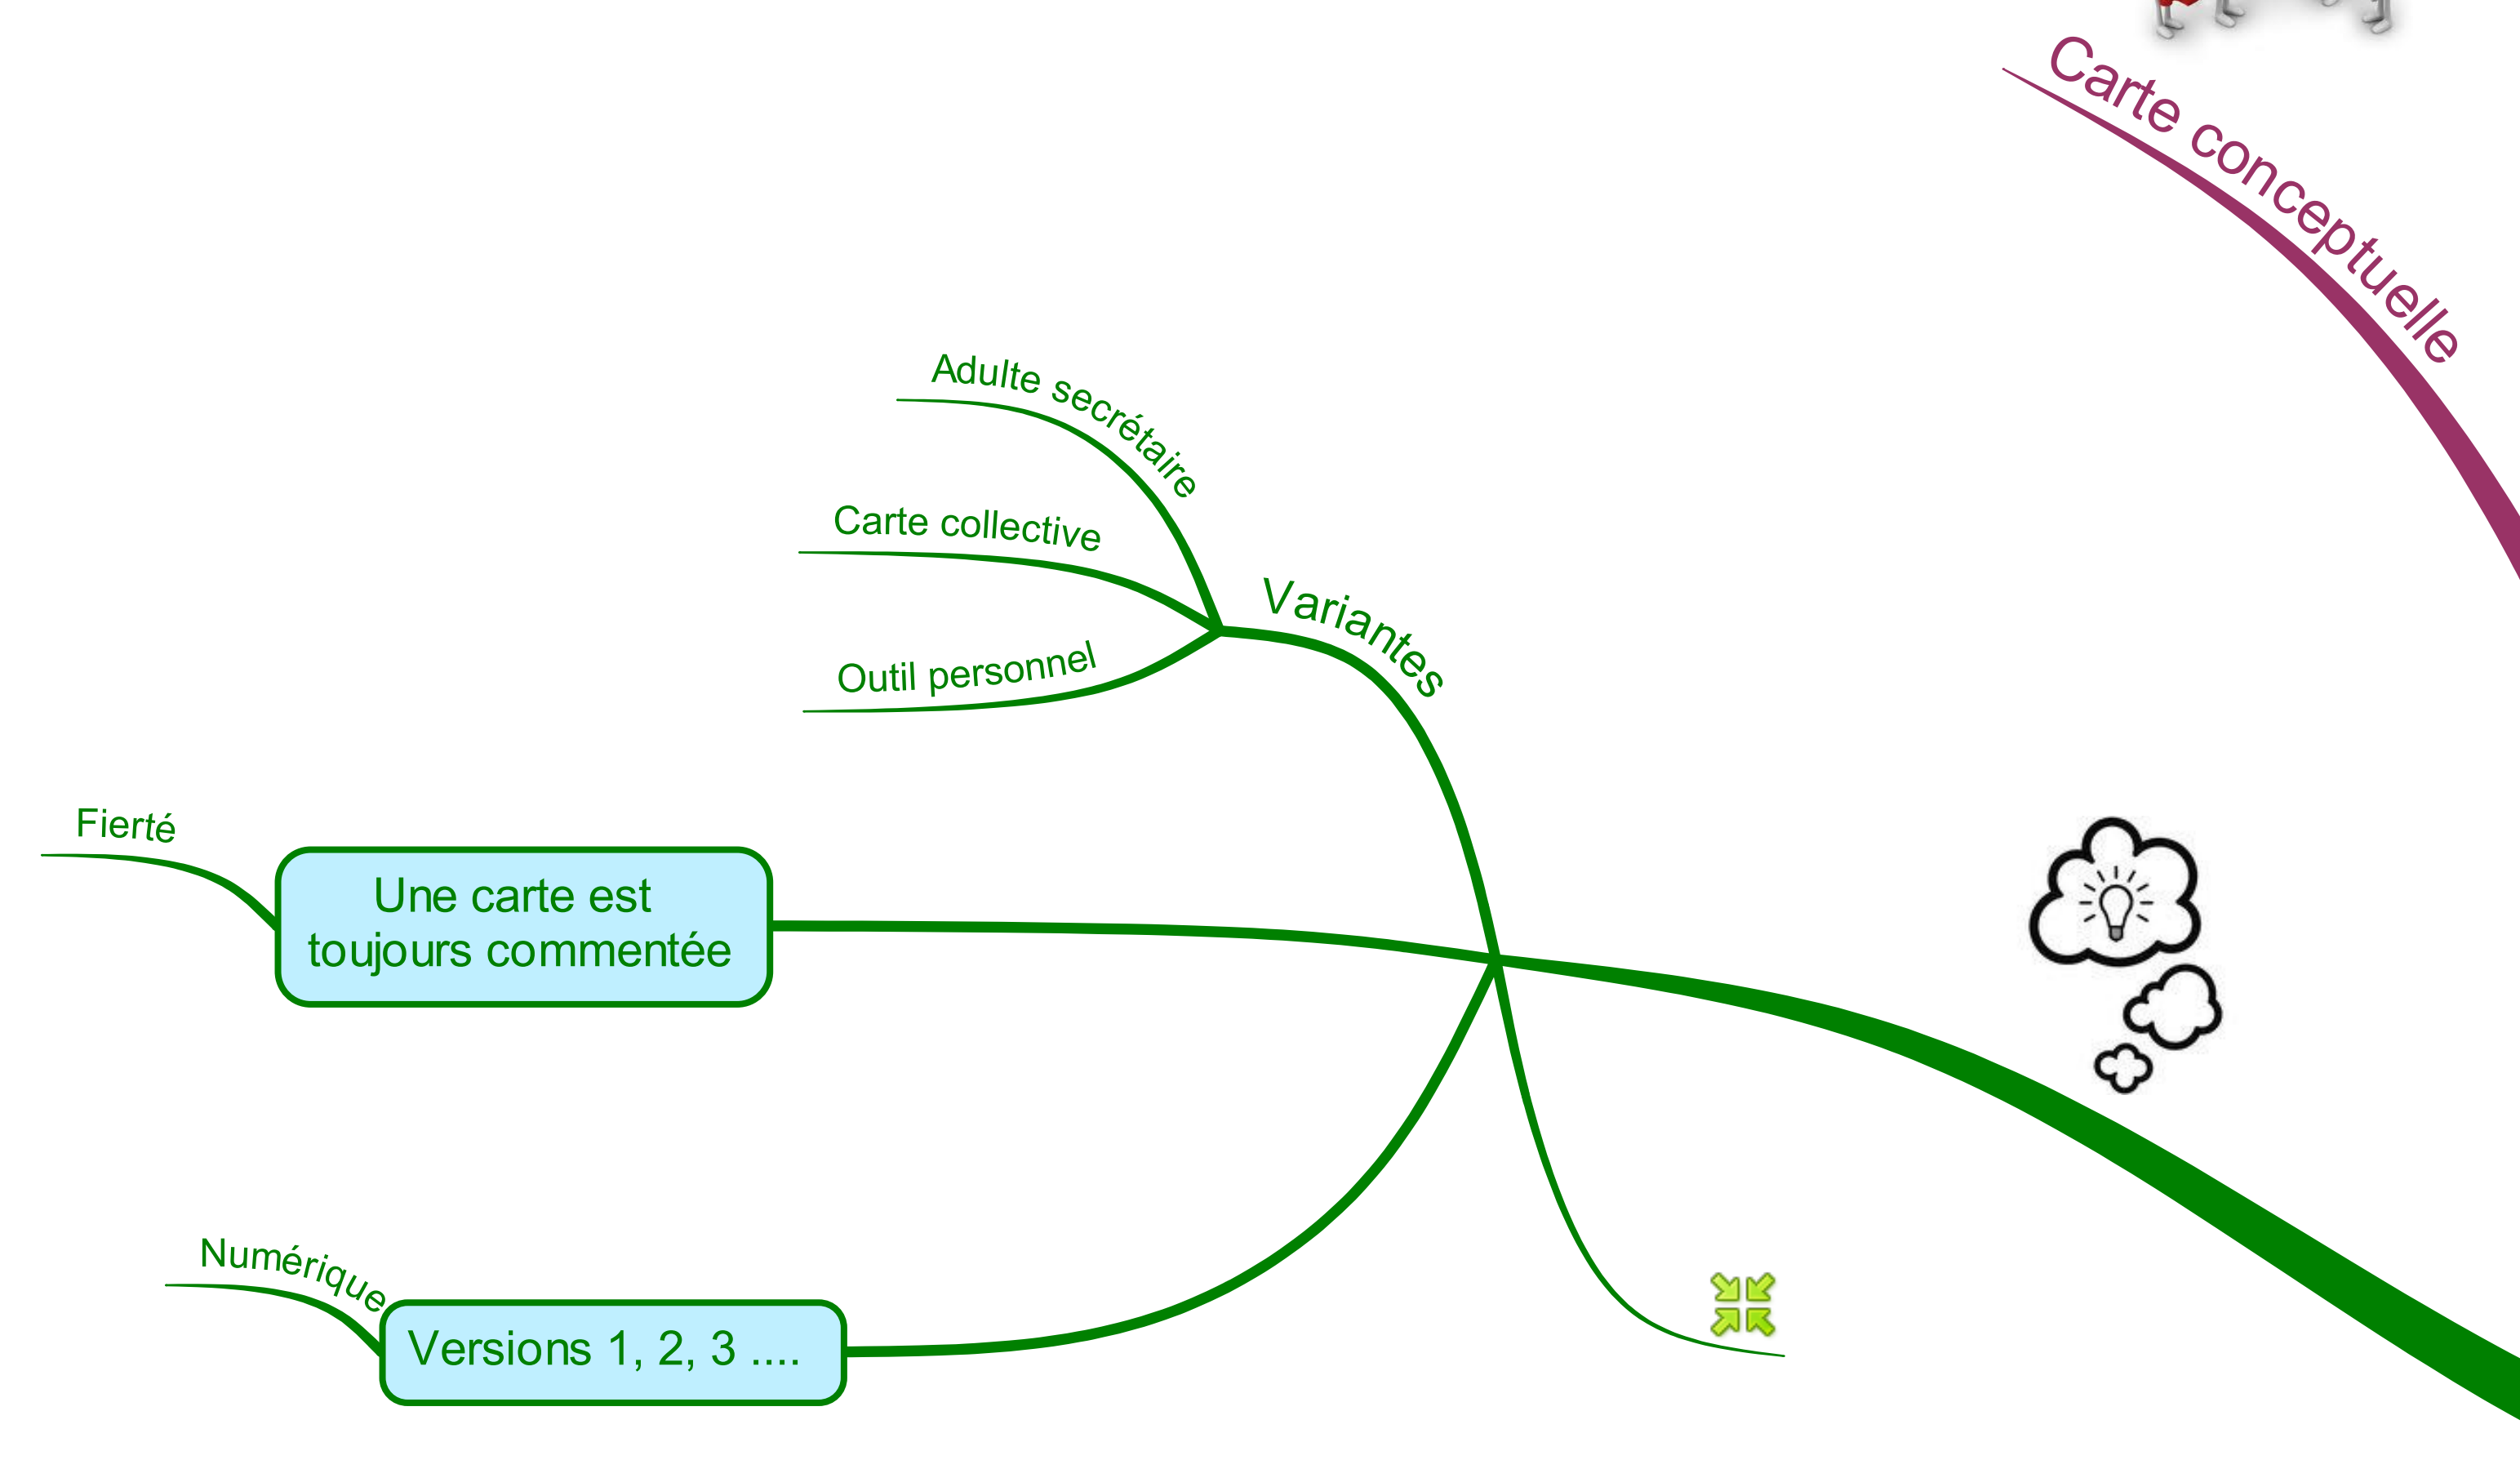 Carte conceptuelle
Adulte secrétaire
Carte collective
Variantes
Outil personnel
Fierté
Une carte est
toujours commentée
Numérique
Versions 1, 2, 3 ....